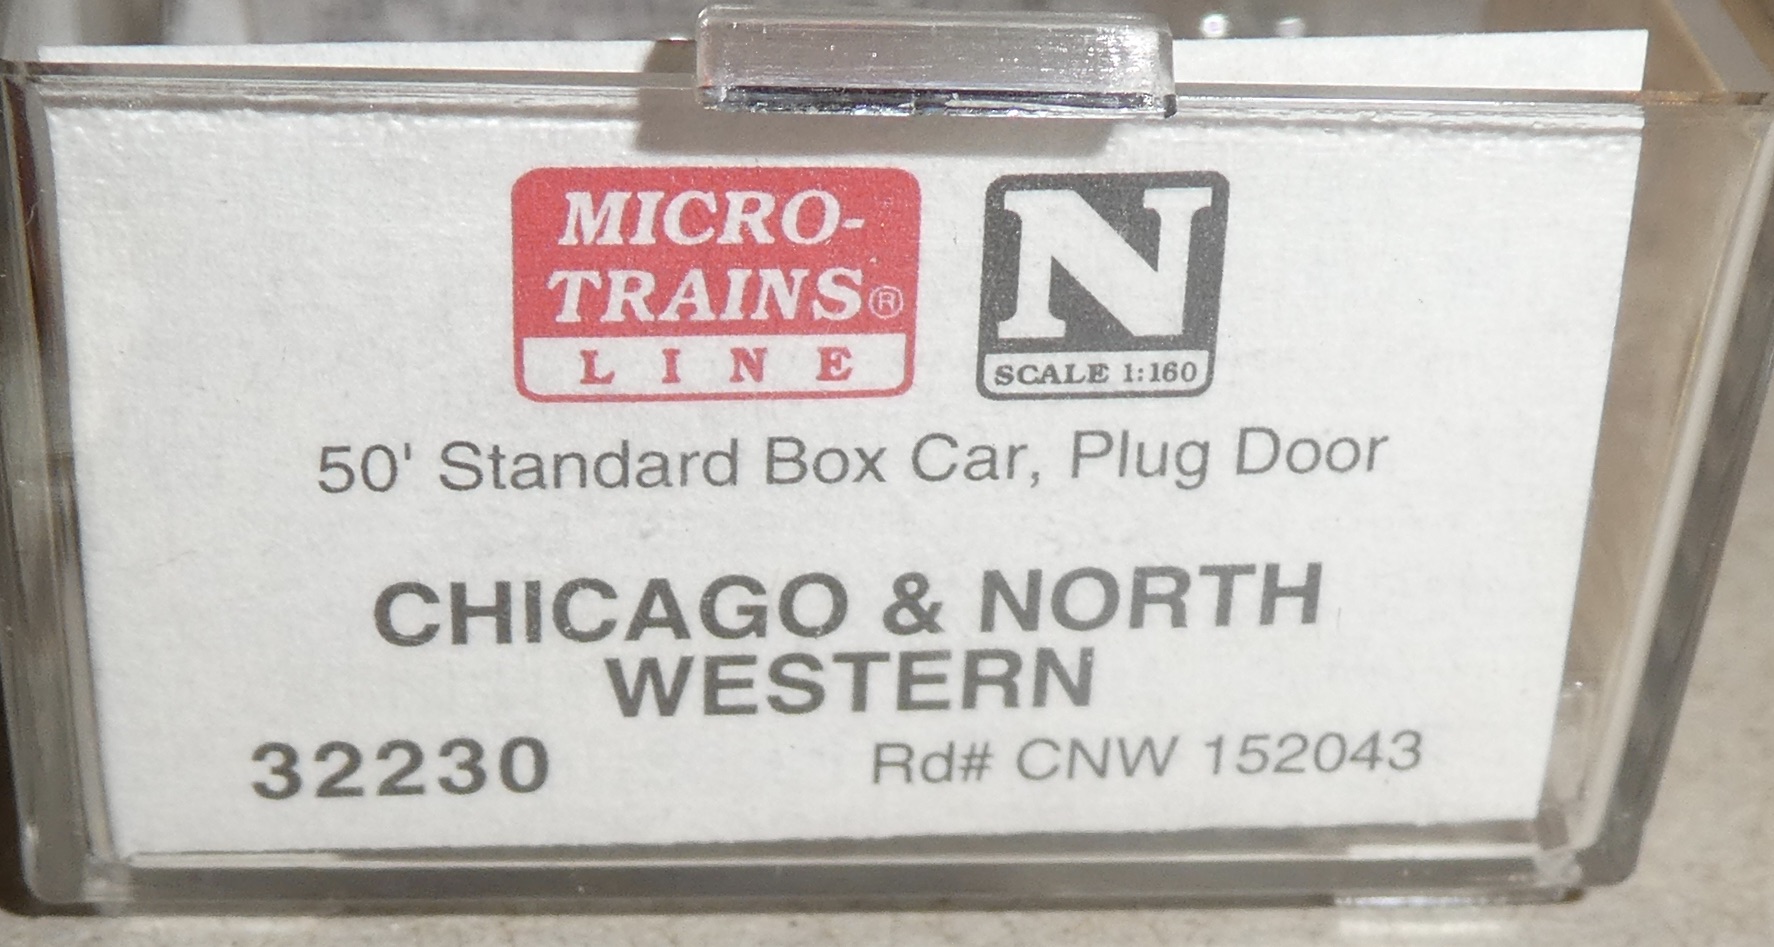 MICRO-
TRAINS®
LINE
N
SCALE 1:160
50' Standard Box Car, Plug Door
CHICAGO & NORTH
WESTERN
32230 Rd# CNW 152043